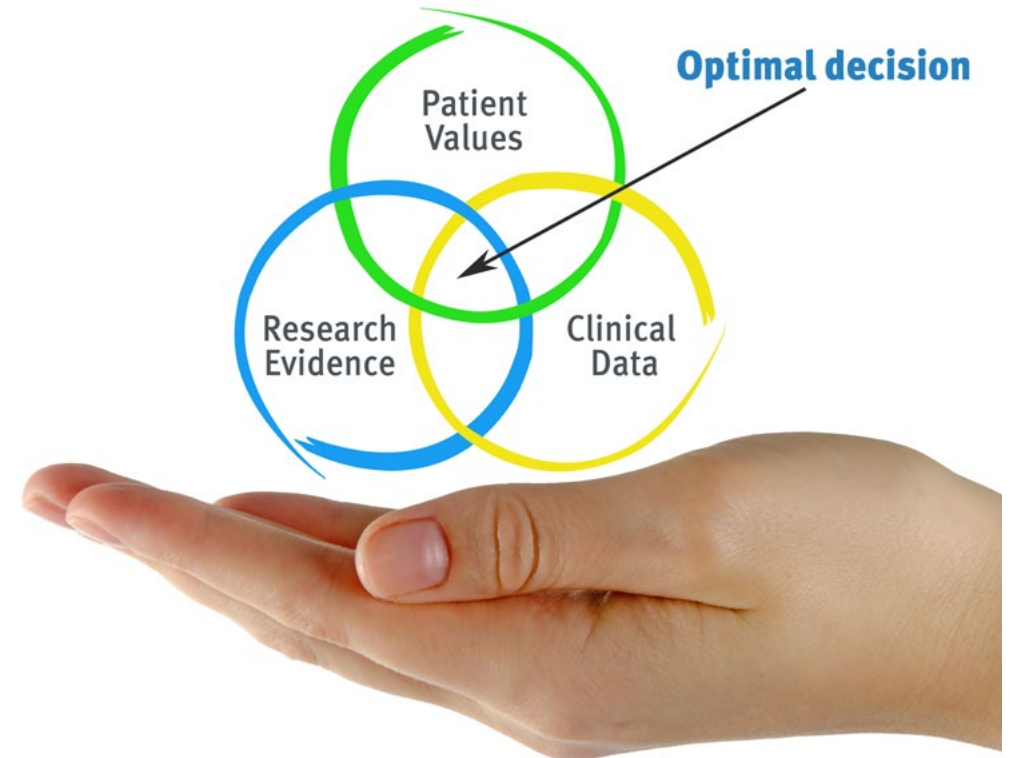 Optimal decision
Patient
Values
Research
Evidence
Clinical
Data